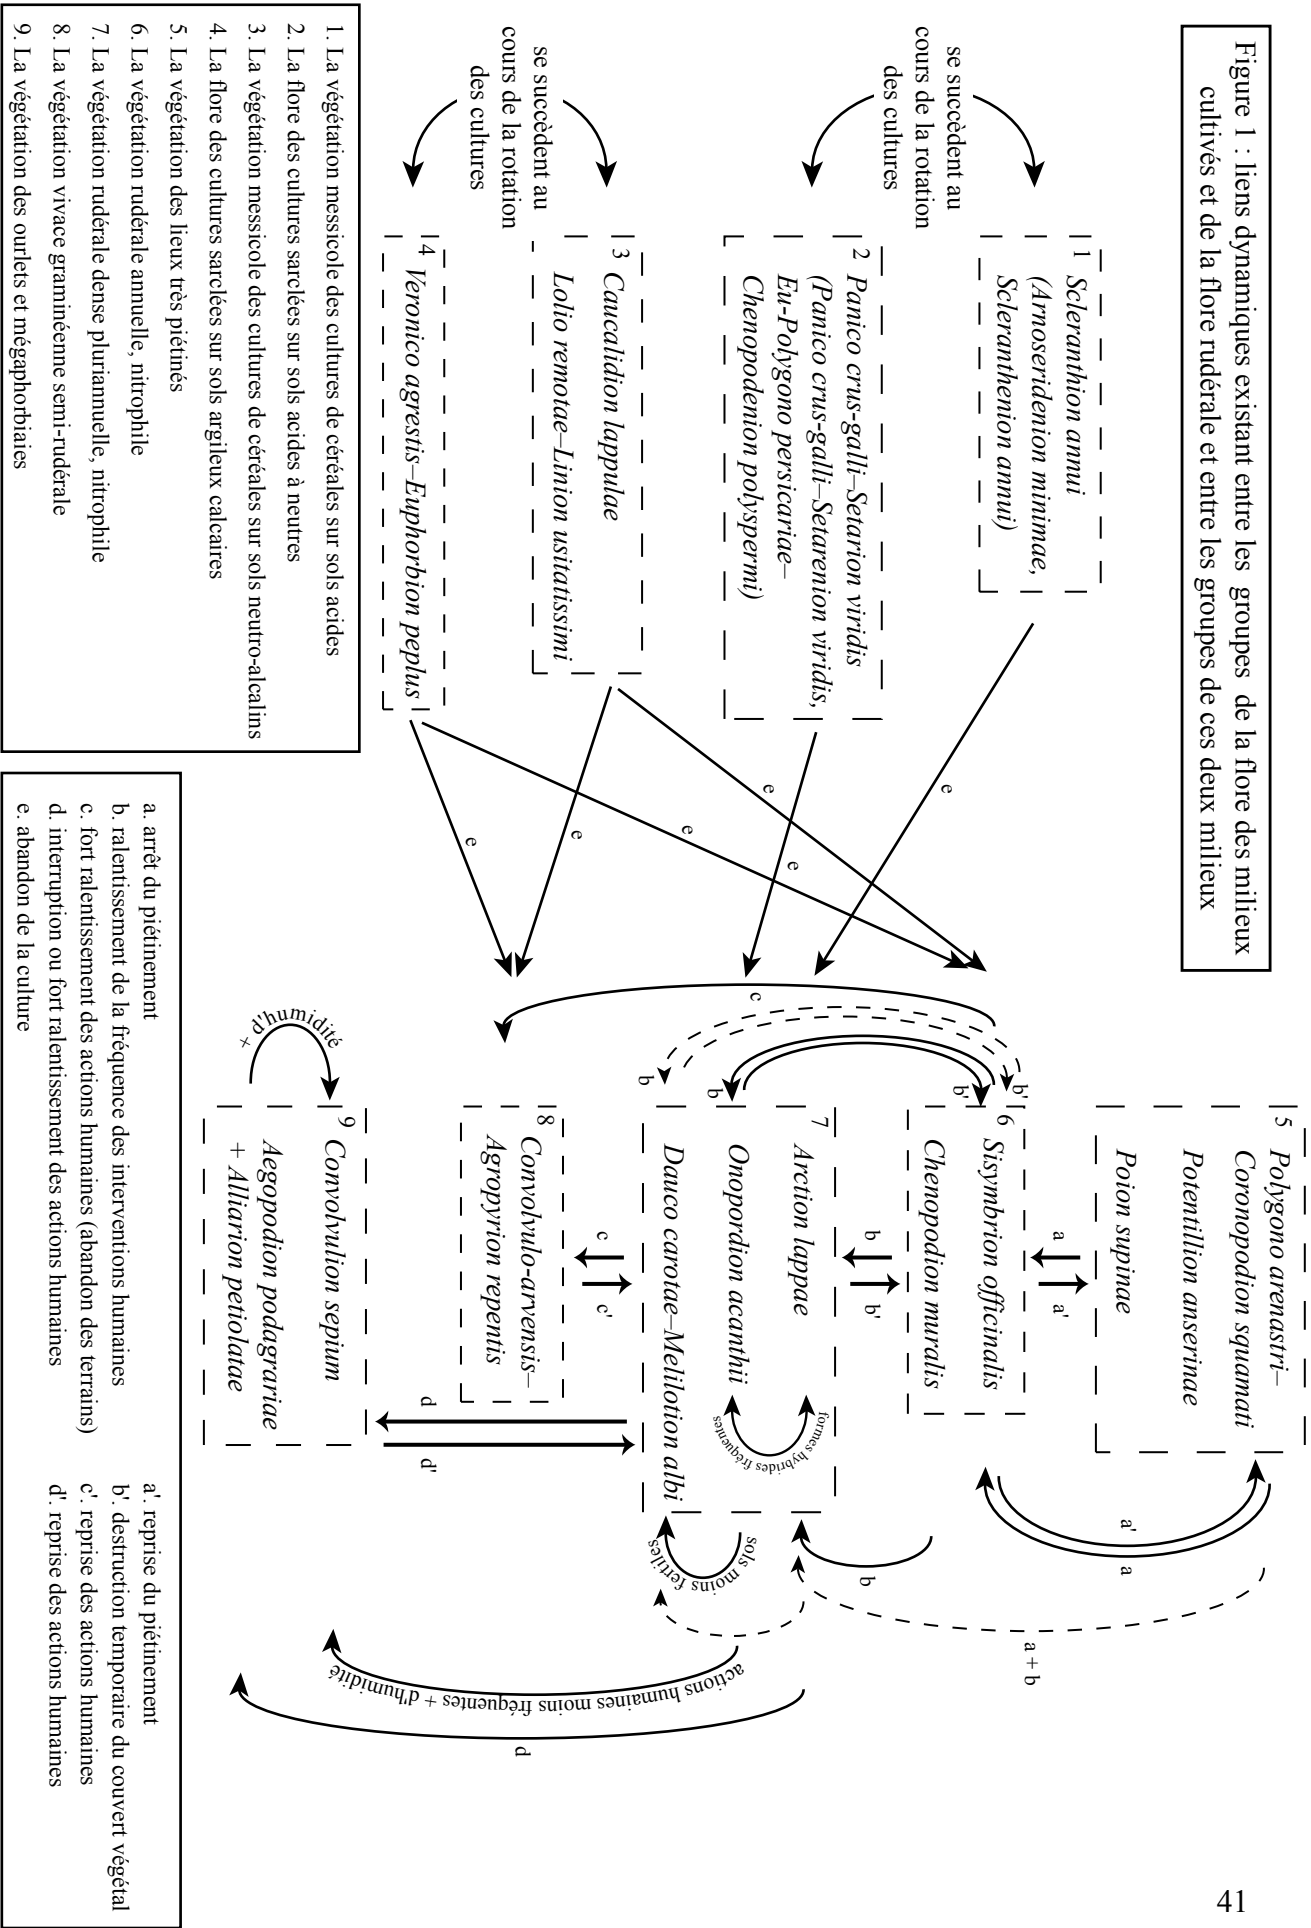 Figure 1 : liens dynamiques existant entre les groupes de la flore des milieux
cultivés et de la flore rudérale et entre les groupes de ces deux milieux
se succèdent au
cours de la rotation
des cultures
se succèdent au
cours de la rotation
des cultures
1 Scleranthion annui
(Arnoseridenion minimae,
Scleranthenion annui)
2 Panico crus-galli–Setarion viridis
(Panico crus-galli–Setarenion viridis,
Eu-Polygono persicariae–
Chenopodenion polyspermi)
3 Caucalidion lappulae
Lolio remotae–Linion usitatissimi
4 Veronico agrestis–Euphorbion peplus
e
e
e
e
e
e
5 Polygono arenastri–
Coronopodion squamati
Potentillion anserinae
Poion supinae
a
a'
6 Sisymbrion officinalis
Chenopodion muralis
b
b'
7 Arction lappae
Onopordion acanthii
Dauco carotae–Melilotion albi
formes hybrides fréquentes
c
c'
8 Convolvulo-arvensis–
Agropyrion repentis
d
d'
9 Convolvulion sepium
Aegopodion podagrariae
+ Alliarion petiolatae
c
b
b'
b
b'
+ d'humidité
a'
a
b
a + b
sols moins fertiles
actions humaines moins fréquentes + d'humidité
d
1. La végétation messicole des cultures de céréales sur sols acides
2. La flore des cultures sarclées sur sols acides à neutres
3. La végétation messicole des cultures de céréales sur sols neutro-alcalins
4. La flore des cultures sarclées sur sols argileux calcaires
5. La végétation des lieux très piétinés
6. La végétation rudérale annuelle, nitrophile
7. La végétation rudérale dense pluriannuelle, nitrophile
8. La végétation vivace graminéenne semi-rudérale
9. La végétation des ourlets et mégaphorbiaies
a. arrêt du piétinement
b. ralentissement de la fréquence des interventions humaines
c. fort ralentissement des actions humaines (abandon des terrains)
d. interruption ou fort ralentissement des actions humaines
e. abandon de la culture
a'. reprise du piétinement
b'. destruction temporaire du couvert végétal
c'. reprise des actions humaines
d'. reprise des actions humaines
41